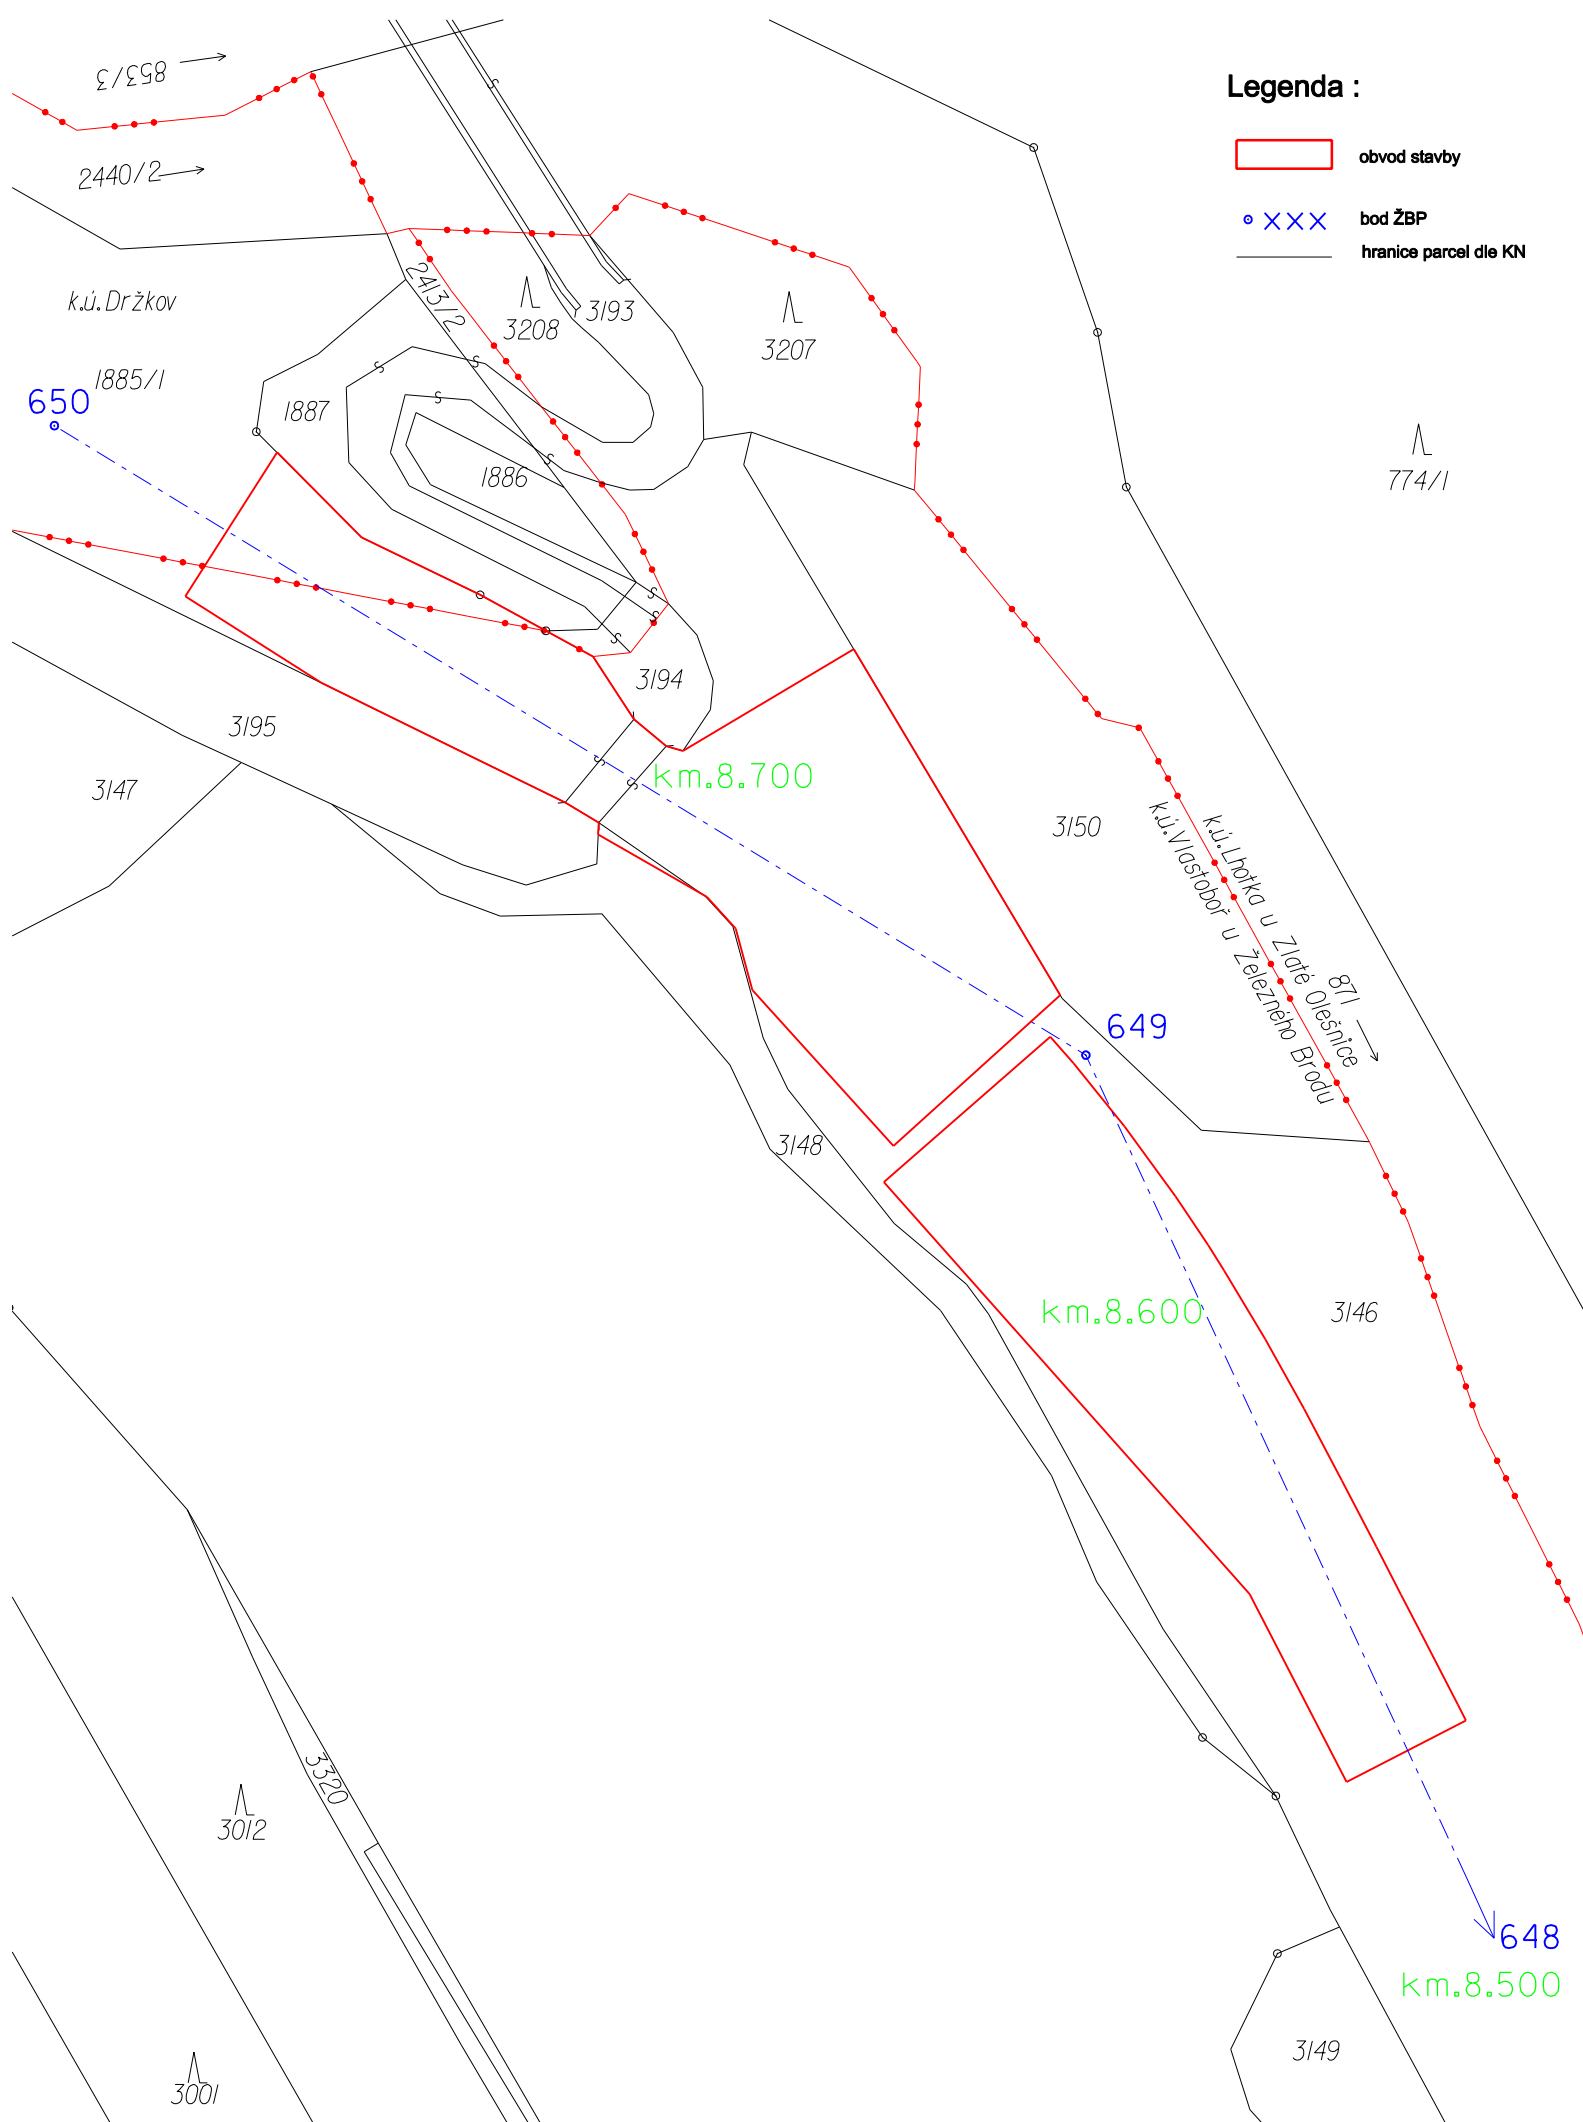 853/3
Legenda :
obvod stavby
2440/2
bod ŽBP
hranice parcel dle KN
k.ú.Držkov
2413/2
3208
3193
3207
1885/1
650
1887
1886
774/1
3194
3195
km.8.700
3147
3150
k.ú.Lhotka u Zlaté Olešnice
k.ú.Vlastiboř u Železného Brodu
871
649
3148
km.8.600
3146
3320
3012
648
km.8.500
3149
3001